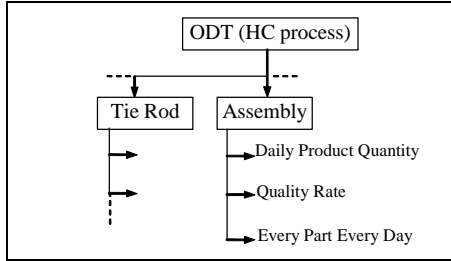 ODT (HC process)
Tie Rod
Assembly
Daily Product Quantity
Quality Rate
Every Part Every Day